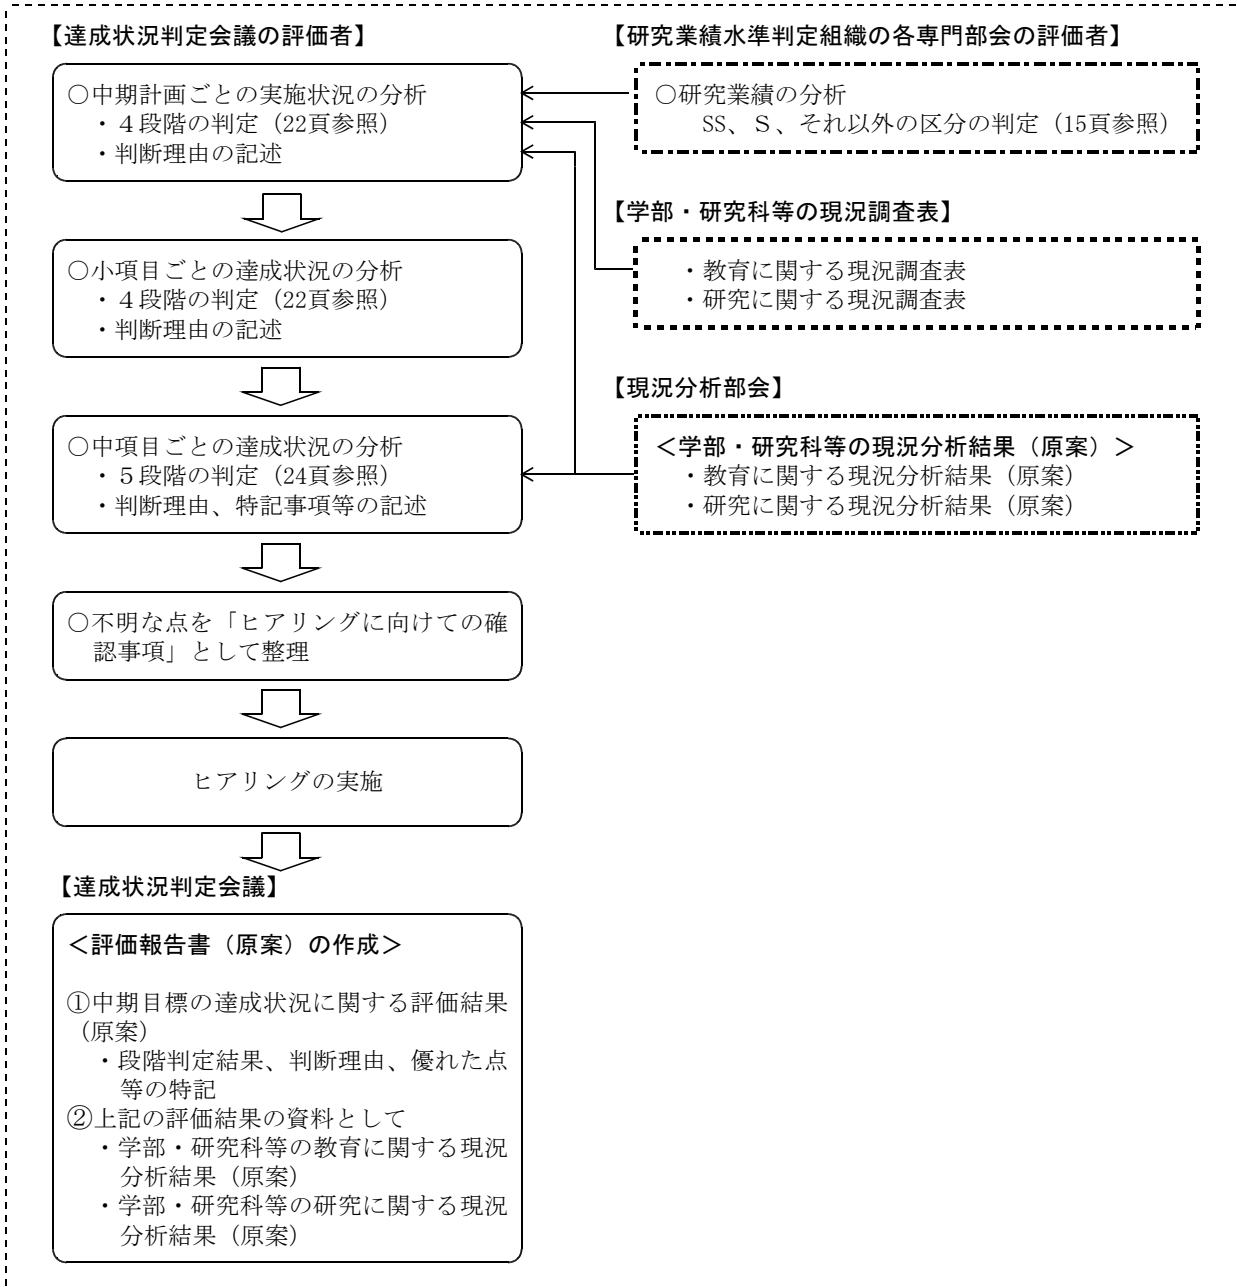 【達成状況判定会議の評価者】
○中期計画ごとの実施状況の分析
・４段階の判定（22頁参照）
・判断理由の記述
○小項目ごとの達成状況の分析
・４段階の判定（22頁参照）
・判断理由の記述
○中項目ごとの達成状況の分析
・５段階の判定（24頁参照）
・判断理由、特記事項等の記述
○不明な点を「ヒアリングに向けての確
認事項」として整理
ヒアリングの実施
【達成状況判定会議】
＜評価報告書（原案）の作成＞
①中期目標の達成状況に関する評価結果
（原案）
・段階判定結果、判断理由、優れた点
等の特記
②上記の評価結果の資料として
・学部・研究科等の教育に関する現況
分析結果（原案）
・学部・研究科等の研究に関する現況
分析結果（原案）
【研究業績水準判定組織の各専門部会の評価者】
○研究業績の分析
SS、Ｓ、それ以外の区分の判定（15頁参照）
【学部・研究科等の現況調査表】
・教育に関する現況調査表
・研究に関する現況調査表
【現況分析部会】
＜学部・研究科等の現況分析結果（原案）＞
・教育に関する現況分析結果（原案）
・研究に関する現況分析結果（原案）